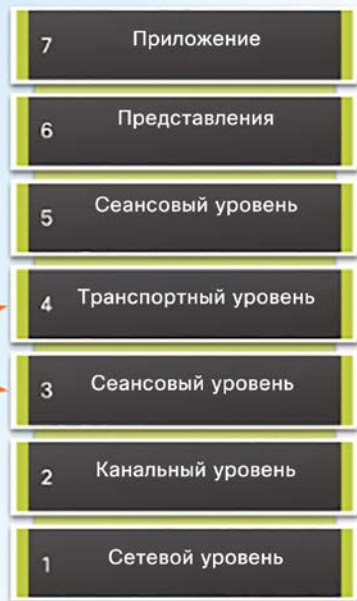 7 Приложение
6 Представления
5 Сеансовый уровень
4 Транспортный уровень
3 Сеансовый уровень
2 Канальный уровень
1 Сетевой уровень